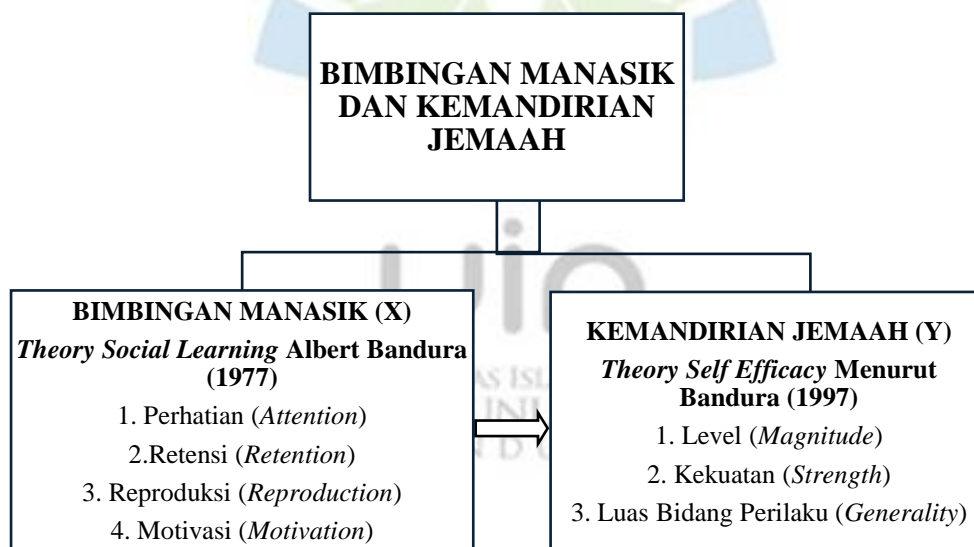 BIMBINGAN MANASIK
DAN KEMANDIRIAN
JEMAAH
BIMBINGAN MANASIK (X)
Theory Social Learning Albert Bandura
(1977)
1. Perhatian (Attention)
2.Retensi (Retention)
3. Reproduksi (Reproduction)
4. Motivasi (Motivation)
KEMANDIRIAN JEMAAH (Y)
Theory Self Efficacy Menurut
Bandura (1997)
1. Level (Magnitude)
2. Kekuatan (Strength)
3. Luas Bidang Perilaku (Generality)
uin